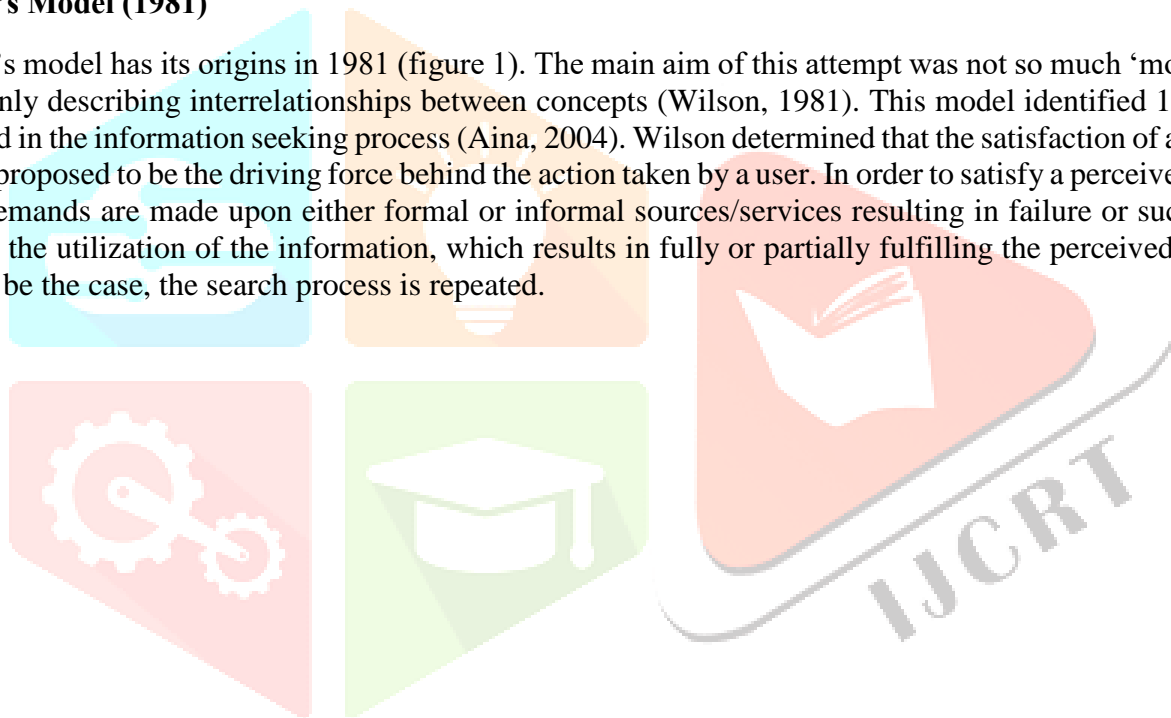 's Model (1981)
's model has its origins in 1981 (figure 1). The main aim of this attempt was not so much ‘mo
nly describing interrelationships between concepts (Wilson, 1981). This model identified 1
d in the information seeking process (Aina, 2004). Wilson determined that the satisfaction of a
proposed to be the driving force behind the action taken by a user. In order to satisfy a perceive
emands are made upon either formal or informal sources/services resulting in failure or suc
the utilization of the information, which results in fully or partially fulfilling the perceived
be the case, the search process is repeated.
IJCRT